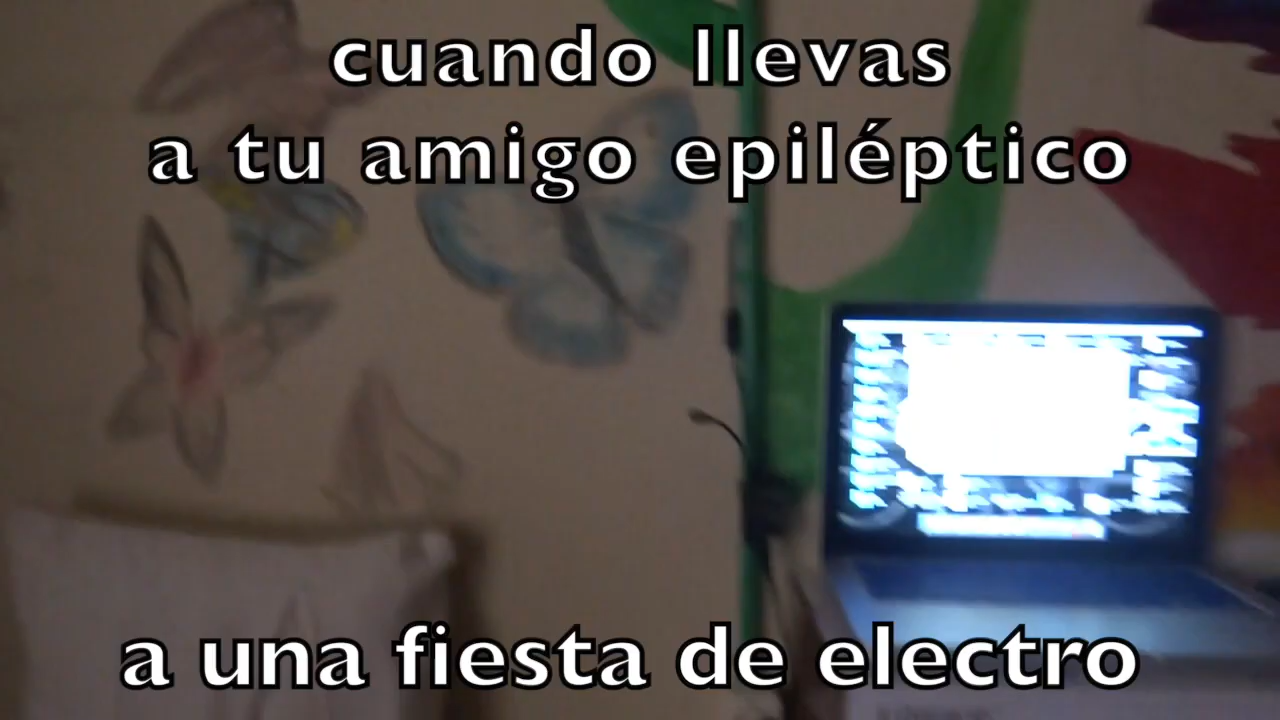 cuando llevas
a tu amigo epiléptico
a una fiesta de electro